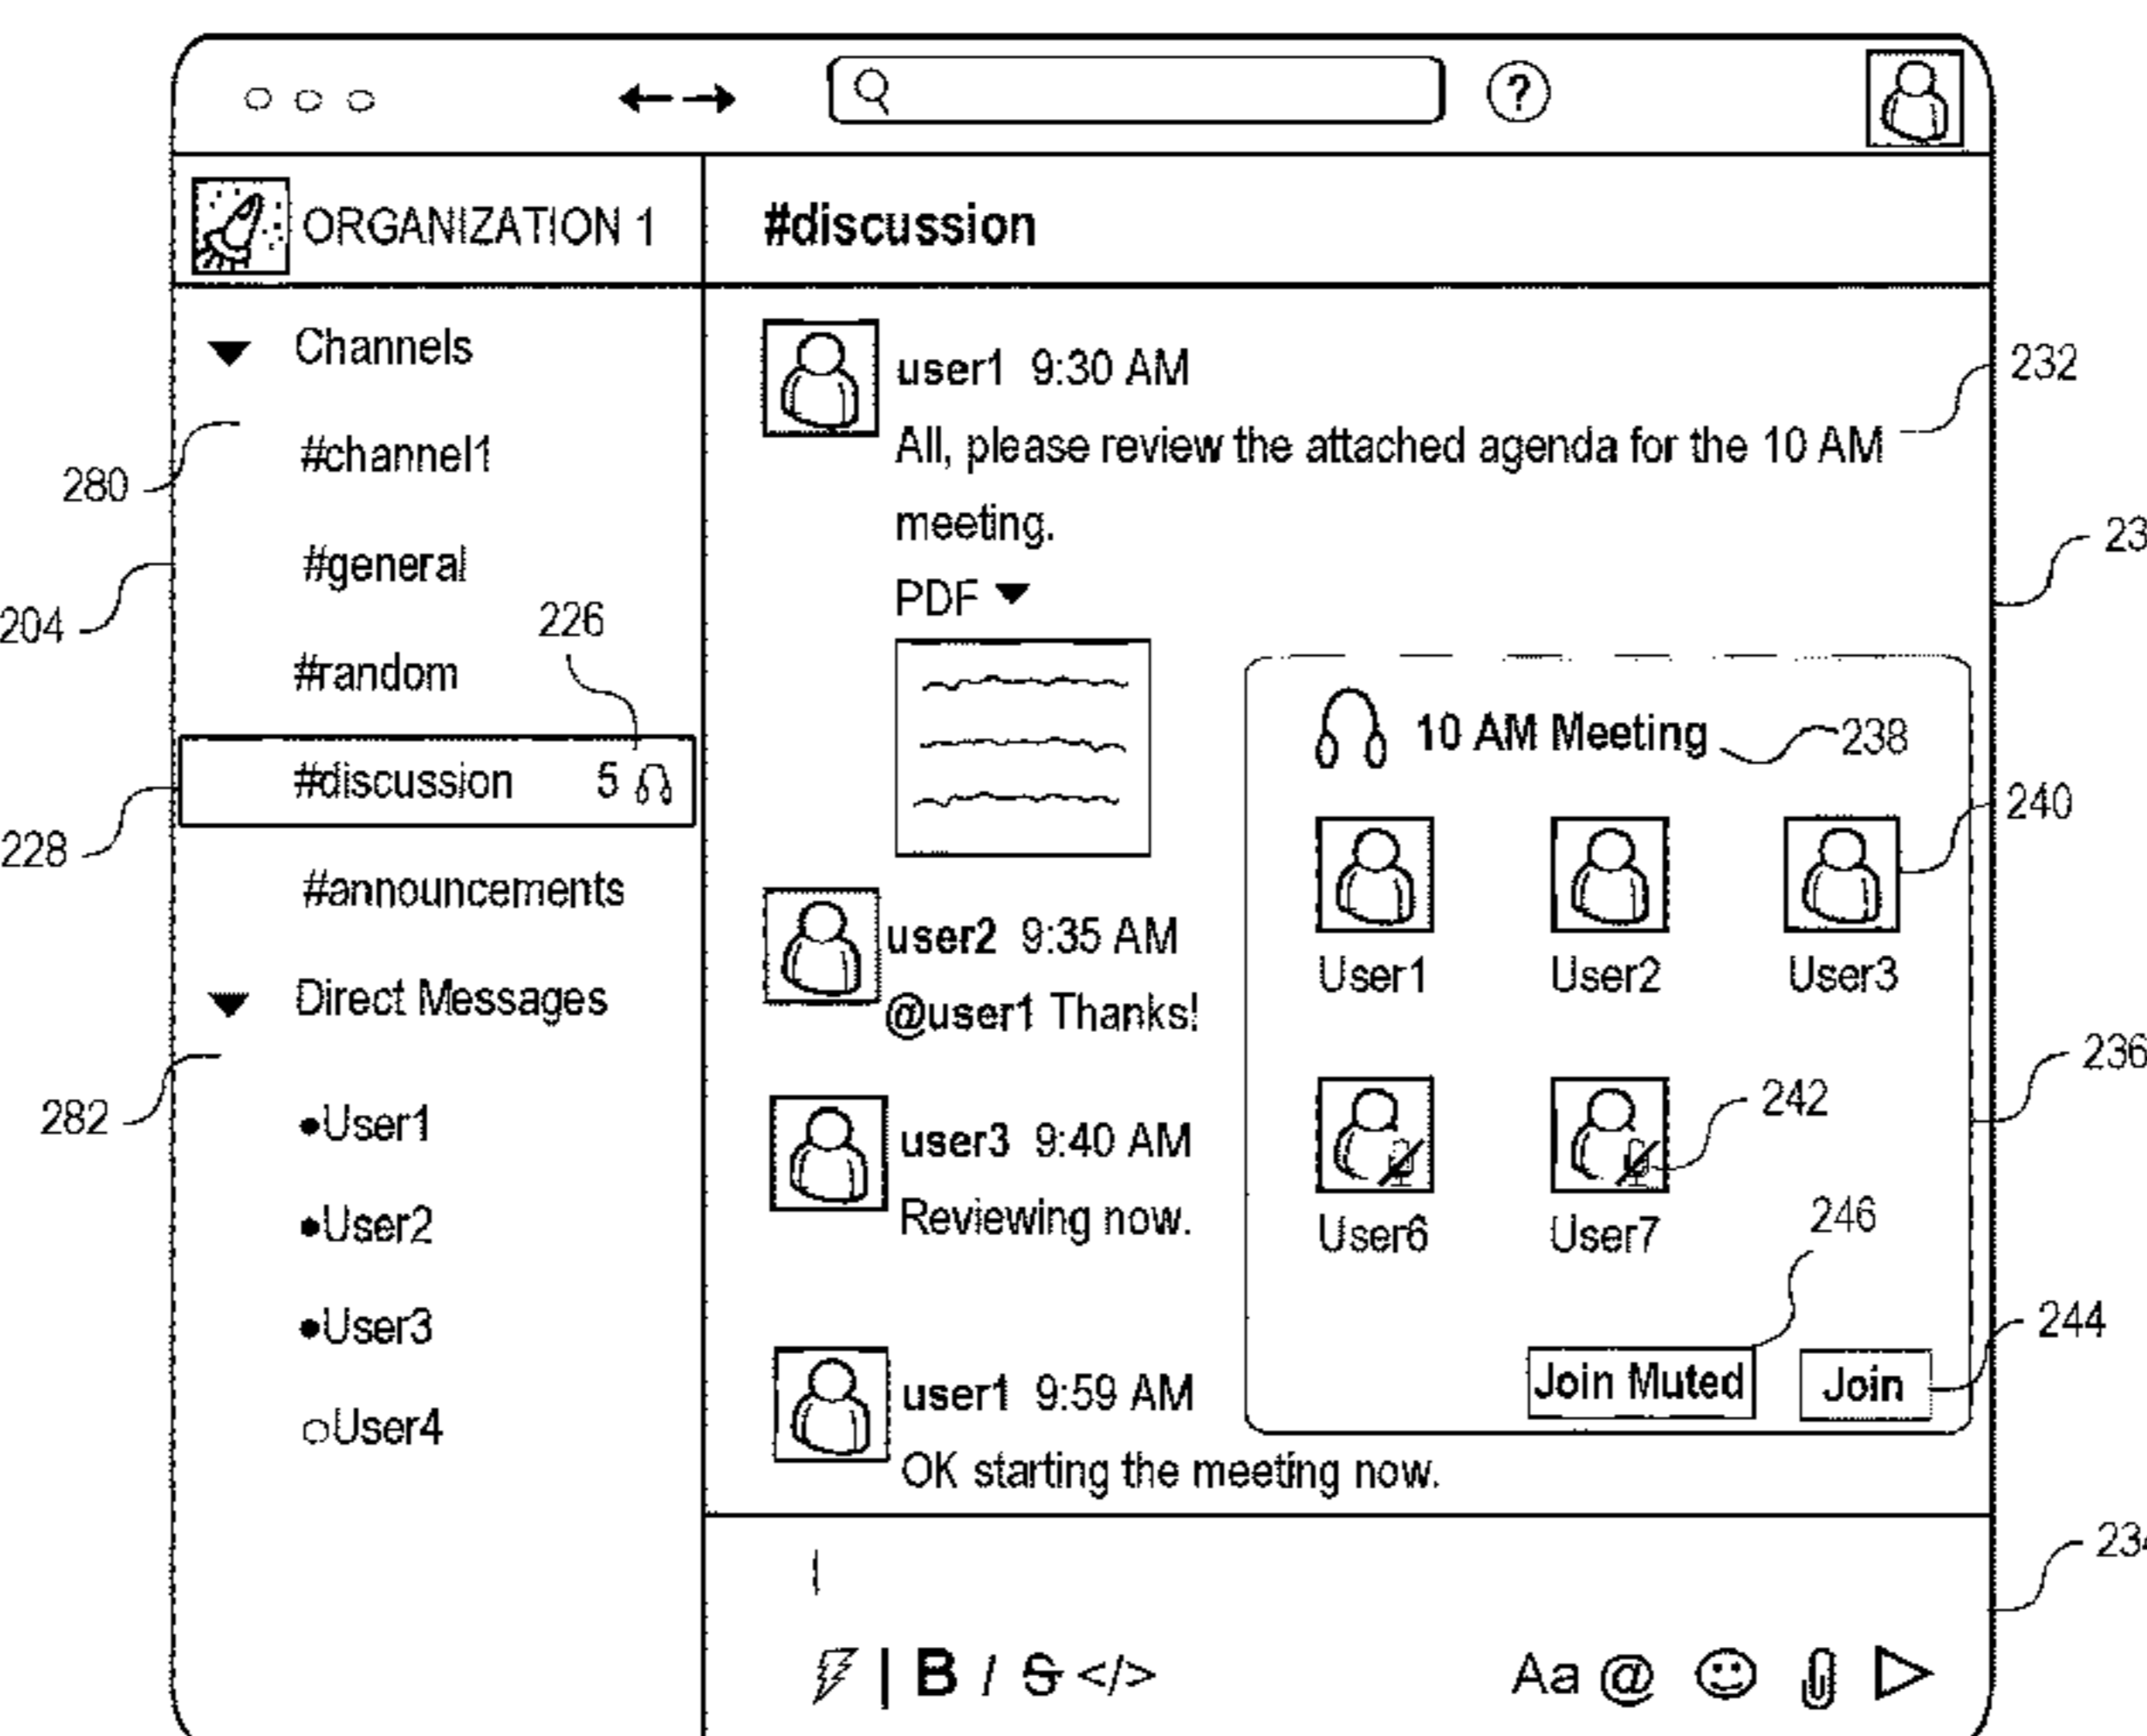 ?
ORGANIZATION 1
#discussion
Channels
280
#channel1
204
#general
226
#random
228
#discussion 5
#announcements
Direct Messages
282
User1
User2
User3
User4
user1 9:30 AM
232
All, please review the attached agenda for the 10 AM
meeting.
PDF
user2 9:35 AM
@user1 Thanks!
user3 9:40 AM
Reviewing now.
user1 9:59 AM
OK starting the meeting now.
10 AM Meeting
238
240
User1 User2 User3
236
242
User6 User7
246
244
Join Muted Join
B I S </>
Aa @